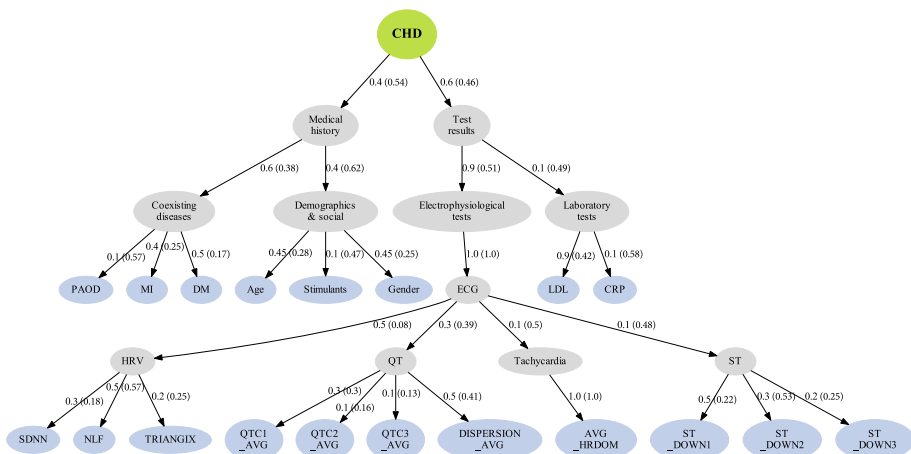 CHD
0.4 (0.54)
0.6 (0.46)
Medical
history
Test
results
0.6 (0.38)
0.4 (0.62)
0.9 (0.51)
0.1 (0.49)
Coexisting
diseases
Demographics
& social
Electrophysiological
tests
Laboratory
tests
0.1 (0.57)
0.4 (0.25)
0.5 (0.17)
0.45 (0.28)
0.1 (0.47)
0.45 (0.25)
1.0 (1.0)
0.9 (0.42)
0.1 (0.58)
PAOD
MI
DM
Age
Stimulants
Gender
ECG
LDL
CRP
0.5 (0.08)
0.3 (0.39)
0.1 (0.5)
0.1 (0.48)
HRV
QT
Tachycardia
ST
0.3 (0.18)
0.5 (0.57)
0.2 (0.25)
0.3 (0.3)
0.1 (0.16)
0.1 (0.13)
0.5 (0.41)
1.0 (1.0)
0.5 (0.22)
0.3 (0.53)
0.2 (0.25)
SDNN
NLF
TRIANGIX
QTC1
_AVG
QTC2
_AVG
QTC3
_AVG
DISPERSION
_AVG
AVG
_HRDOM
ST
_DOWN1
ST
_DOWN2
ST
_DOWN3